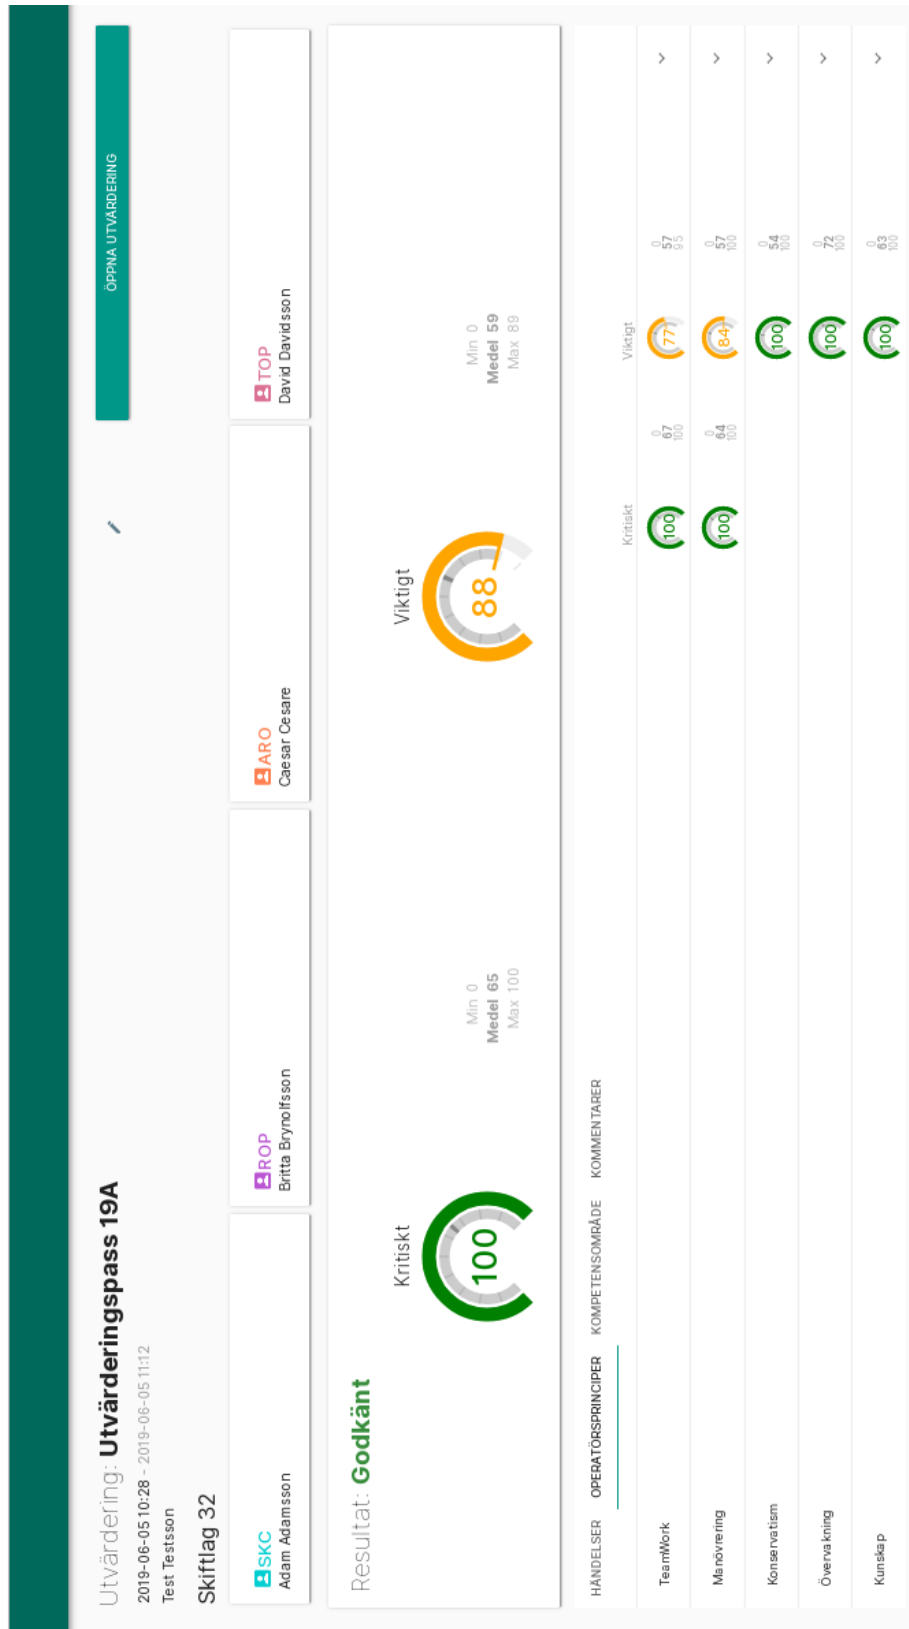 Utvärdering: Utvärderingspass 19A
ÖPPNA UTVÄRDERING
2019-06-05 10:28 - 2019-06-05 11:12
Test Testsson
Skiftlag 32
SKC
Adam Adamsson
ROP
Britta Brynolfsson
ARO
Caesar Cesare
TOP
David Davidsson
Resultat: Godkänt
Kritiskt
100
Min 0
Medel 65
Max 100
Viktigt
88
Min 0
Medel 59
Max 89
HÄNDELSER OPERATÖRSPRINCIPER KOMPETENSOMRÅDE KOMMENTARER
Kritiskt Viktigt
TeamWork 100 0 67 100 77 0 57 95
Manövrering 100 0 64 100 84 0 57 100
Konservatism 100 0 54 100
Övervakning 100 0 72 100
Kunskap 100 0 63 100